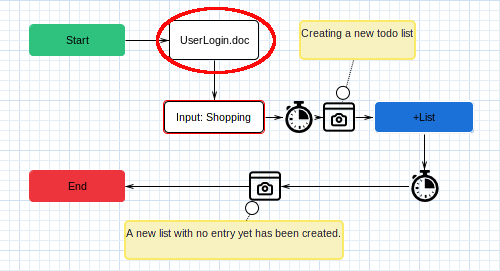 Start
UserLogin.doc
Creating a new todo list
Input: Shopping
+List
End
A new list with no entry yet has been created.